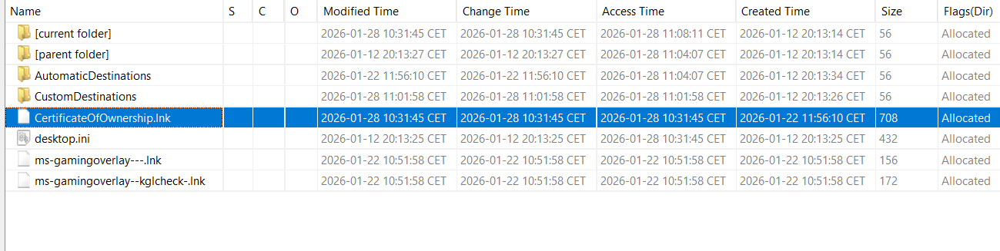 Name S C O Modified Time Change Time Access Time Created Time Size Flags(Dir)
[current folder] 2026-01-28 10:31:45 CET 2026-01-28 10:31:45 CET 2026-01-28 11:08:11 CET 2026-01-12 20:13:14 CET 56 Allocated
[parent folder] 2026-01-12 20:13:27 CET 2026-01-12 20:13:27 CET 2026-01-28 11:04:07 CET 2026-01-12 20:13:14 CET 56 Allocated
AutomaticDestinations 2026-01-22 11:56:10 CET 2026-01-22 11:56:10 CET 2026-01-28 11:04:07 CET 2026-01-12 20:13:34 CET 56 Allocated
CustomDestinations 2026-01-28 11:01:58 CET 2026-01-28 11:01:58 CET 2026-01-28 11:01:58 CET 2026-01-12 20:13:26 CET 56 Allocated
CertificateOfOwnership.lnk 2026-01-28 10:31:45 CET 2026-01-28 10:31:45 CET 2026-01-28 10:31:45 CET 2026-01-22 11:56:10 CET 708 Allocated
desktop.ini 2026-01-12 20:13:25 CET 2026-01-12 20:13:25 CET 2026-01-28 10:31:45 CET 2026-01-12 20:13:25 CET 432 Allocated
ms-gamingoverlay---.lnk 2026-01-22 10:51:58 CET 2026-01-22 10:51:58 CET 2026-01-22 10:51:58 CET 2026-01-22 10:51:58 CET 156 Allocated
ms-gamingoverlay--kglcheck-.lnk 2026-01-22 10:51:58 CET 2026-01-22 10:51:58 CET 2026-01-22 10:51:58 CET 2026-01-22 10:51:58 CET 172 Allocated